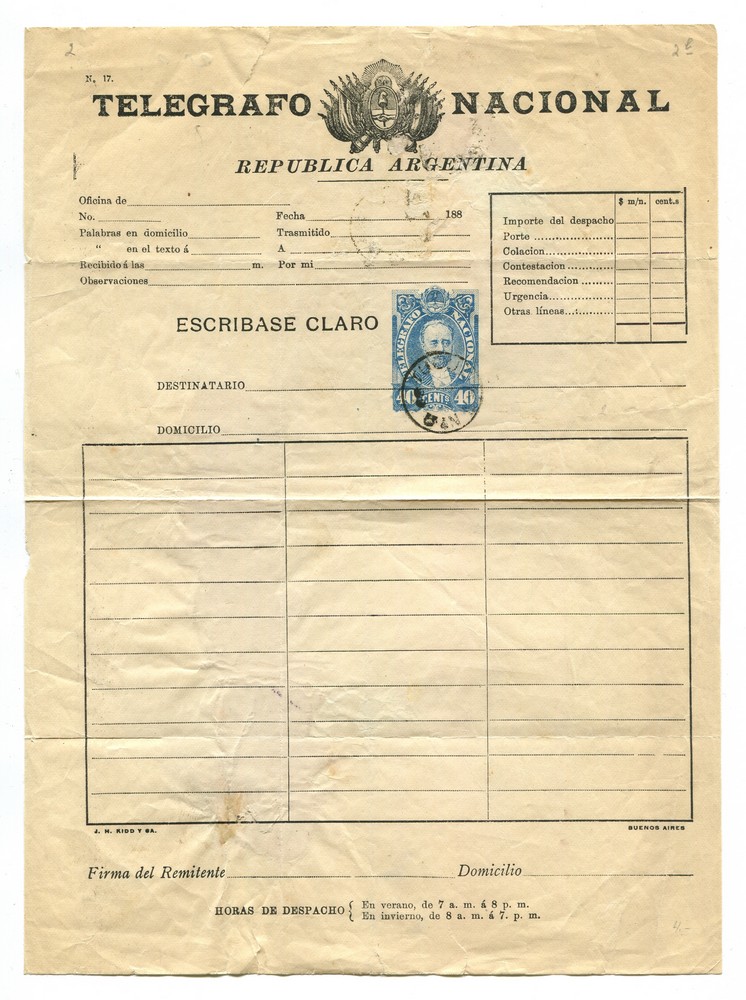 2
N. 17.
TELEGRAFO NACIONAL
REPUBLICA ARGENTINA
Oficina de
No.
Fecha 188
Palabras en domicilio
Trasmitido
“ en el texto á
A
Recibido á las m.
Por mi
Observaciones
$ m/n. cent.s
Importe del despacho
Porte
Colacion
Contestacion
Recomendacion
Urgencia
Otras líneas
ESCRIBASE CLARO
TELEGRAFO NACIONAL
40 CENTS 40
DESTINATARIO
DOMICILIO
J. H. KIDD Y CA.
BUENOS AIRES
Firma del Remitente
Domicilio
HORAS DE DESPACHO { En verano, de 7 a. m. á 8 p. m.
En invierno, de 8 a. m. á 7. p. m.